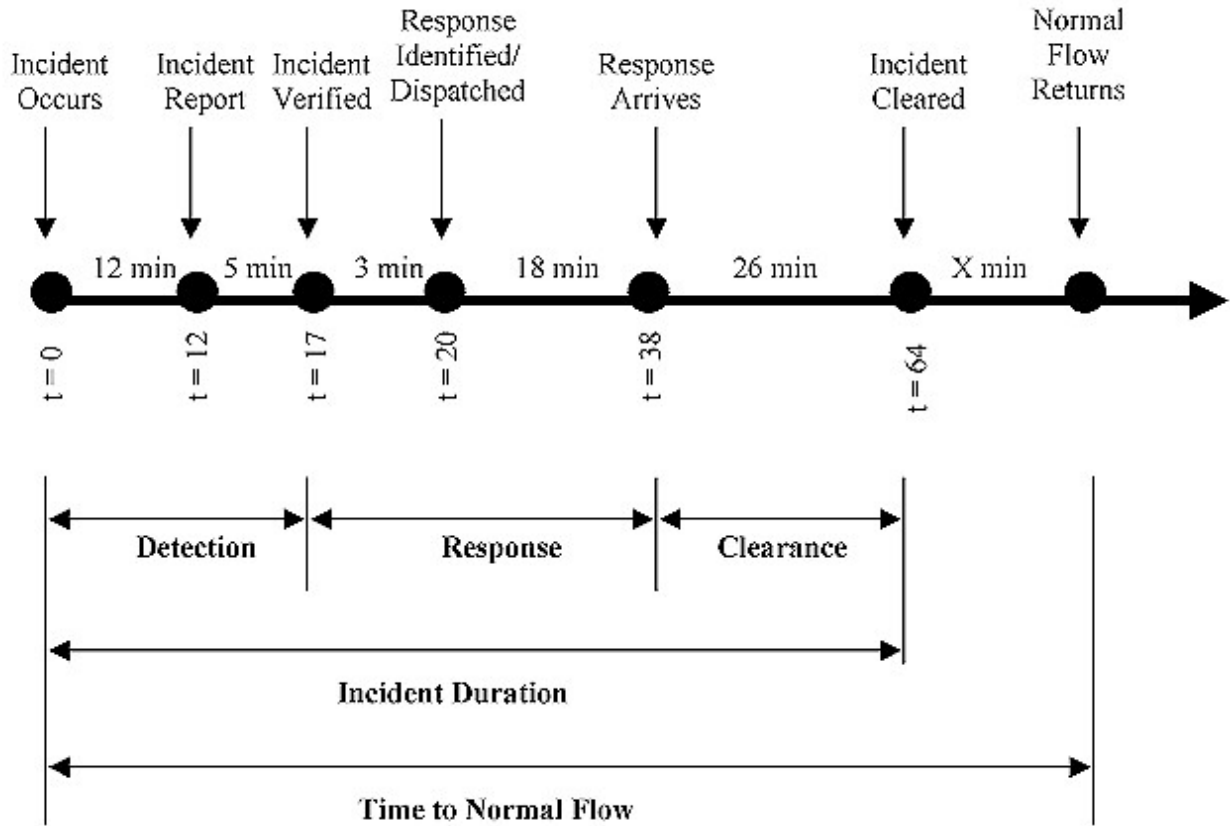 Incident
Occurs
Incident
Report
Incident
Verified
Response
Identified/
Dispatched
Response
Arrives
Incident
Cleared
Normal
Flow
Returns
12 min
5 min
3 min
18 min
26 min
X min
t = 0
t = 12
t = 17
t = 20
t = 38
t = 64
Detection
Response
Clearance
Incident Duration
Time to Normal Flow